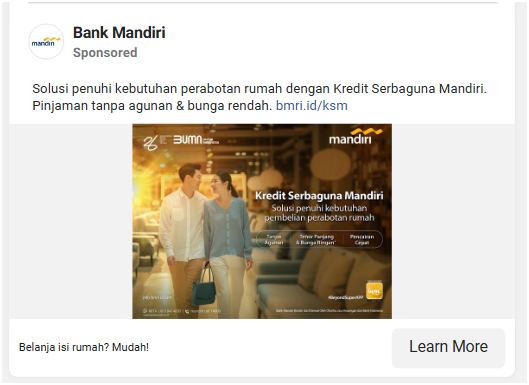 Bank Mandiri
mandiri
Sponsored
Solusi penuhi kebutuhan perabotan rumah dengan Kredit Serbaguna Mandiri.
Pinjaman tanpa agunan & bunga rendah. bmri.id/ksm
BUMN
mandiri
Kredit Serbaguna Mandiri
Solusi penuhi kebutuhan
pembelian perabotan rumah
Tanpa Agunan
Tenor Panjang & Bunga Ringan*
Pencairan Cepat
#BeyondSuperAPP
Belanja isi rumah? Mudah!
Learn More